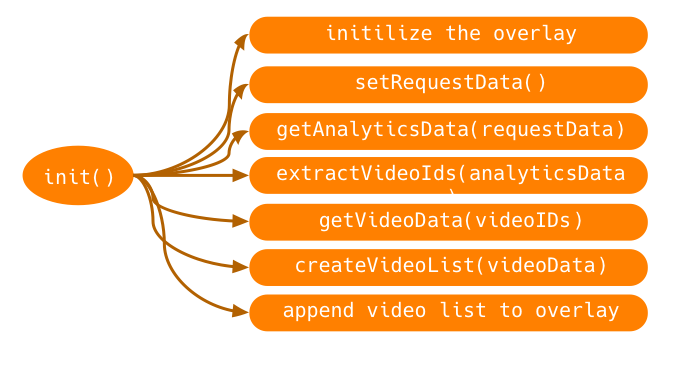 initilize the overlay
setRequestData()
getAnalyticsData(requestData)
init()
extractVideoIds(analyticsData
)
getVideoData(videoIDs)
createVideoList(videoData)
append video list to overlay